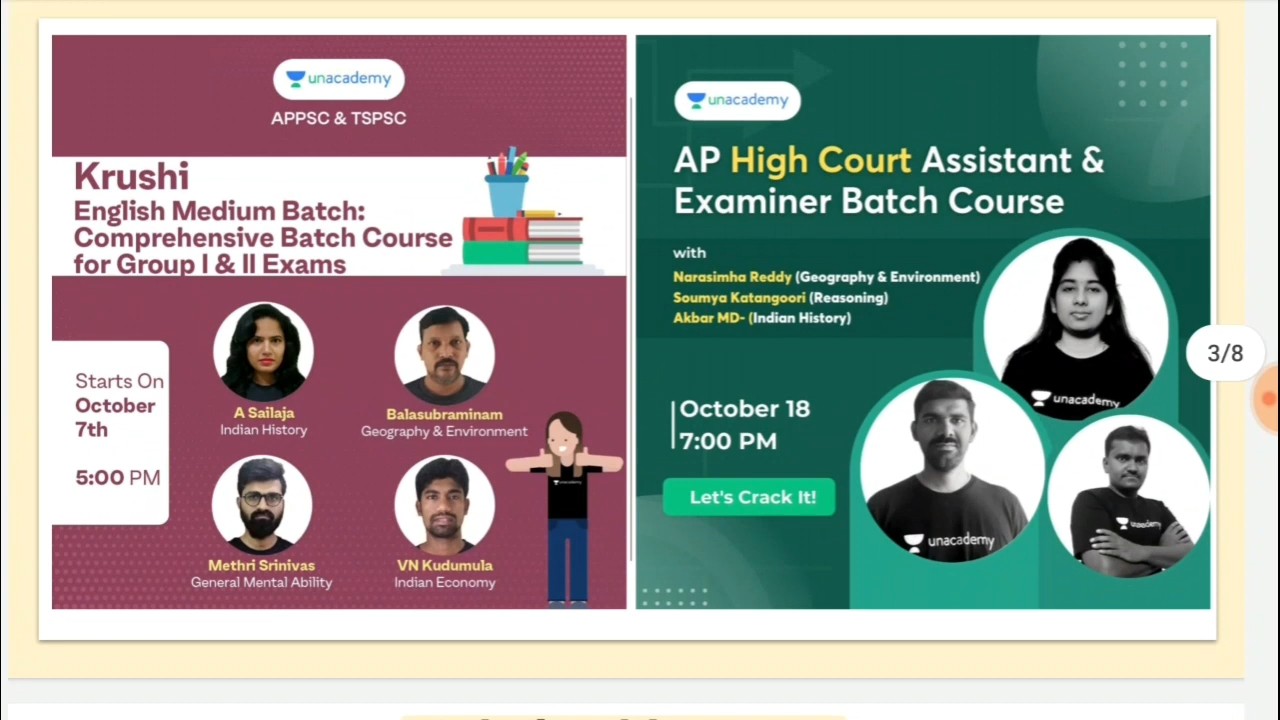 unacademy
APPSC & TSPSC
Krushi
English Medium Batch:
Comprehensive Batch Course
for Group I & II Exams
Starts On
October
7th
5:00 PM
A Sailaja
Indian History
Balasubraminam
Geography & Environment
Methri Srinivas
General Mental Ability
VN Kudumula
Indian Economy
unacademy
unacademy
AP High Court Assistant &
Examiner Batch Course
with
Narasimha Reddy (Geography & Environment)
Soumya Katangoori (Reasoning)
Akbar MD- (Indian History)
October 18
7:00 PM
Let's Crack It!
unacademy
unacademy
unacademy
3/8